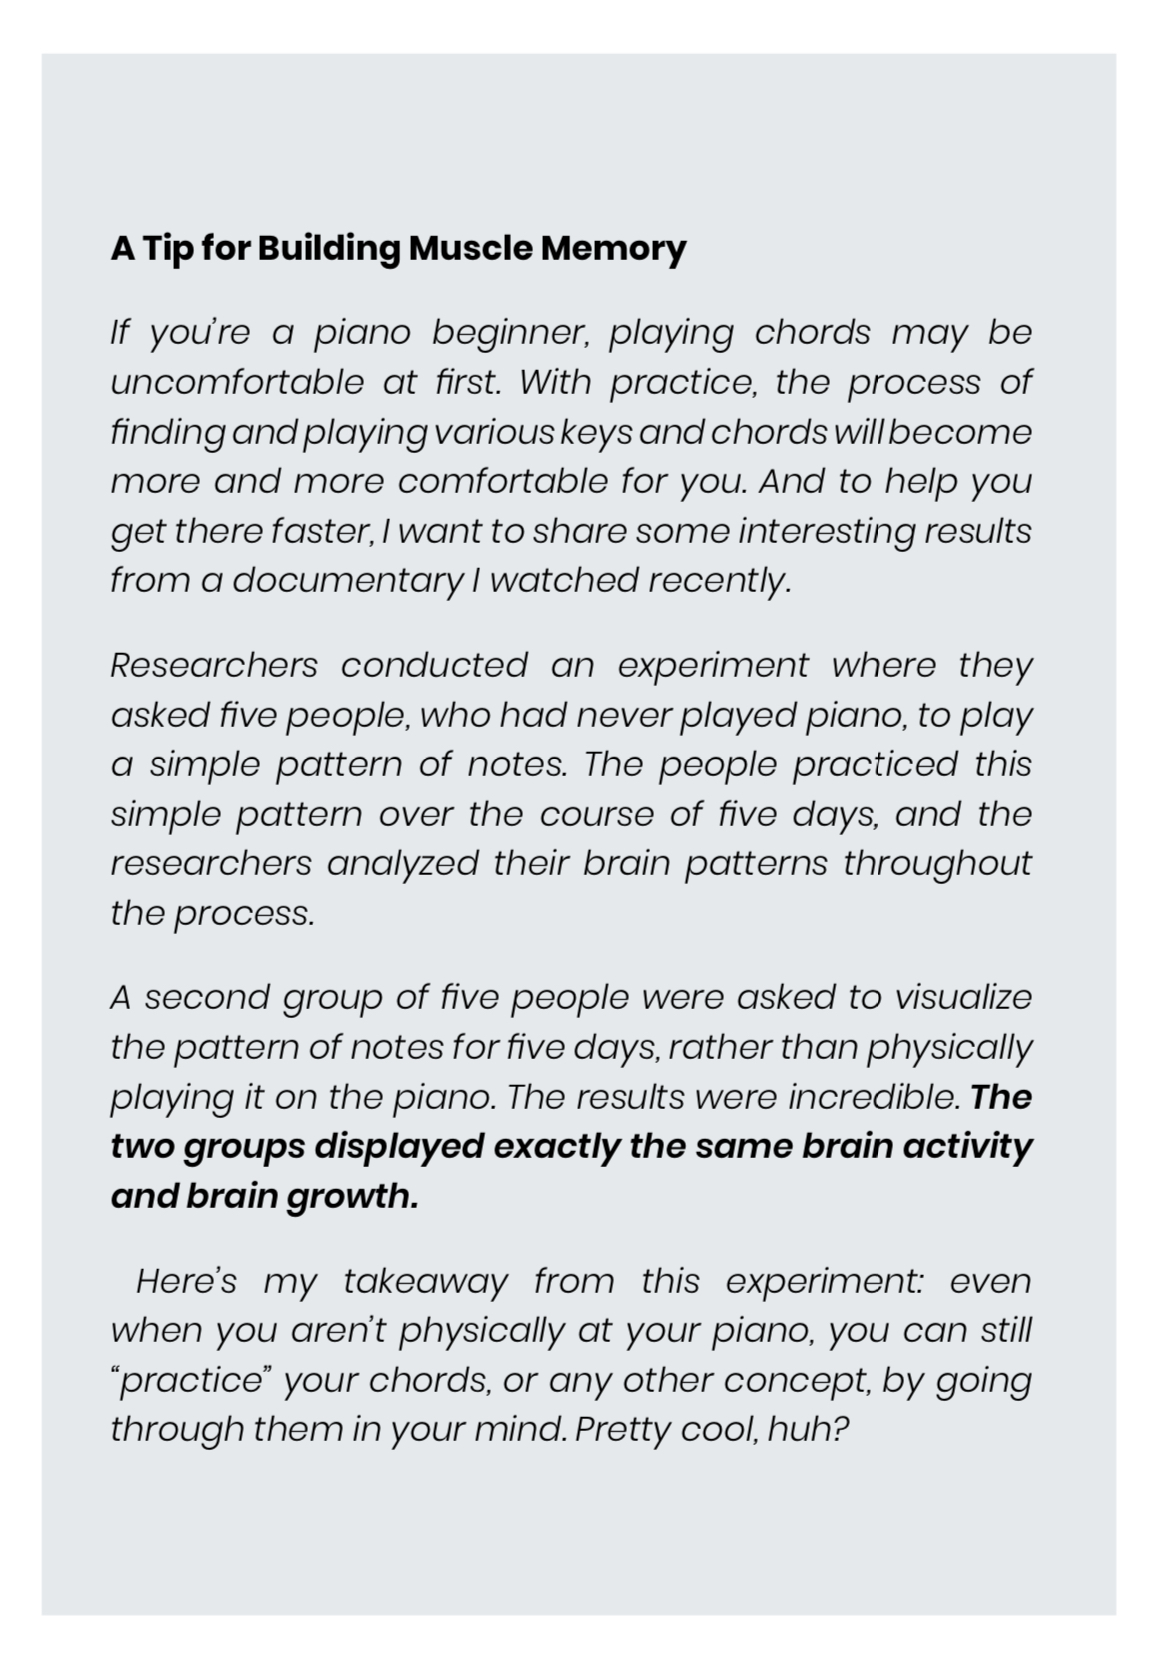 A Tip for Building Muscle Memory
If you’re a piano beginner, playing chords may be
uncomfortable at first. With practice, the process of
finding and playing various keys and chords will become
more and more comfortable for you. And to help you
get there faster, I want to share some interesting results
from a documentary I watched recently.
Researchers conducted an experiment where they
asked five people, who had never played piano, to play
a simple pattern of notes. The people practiced this
simple pattern over the course of five days, and the
researchers analyzed their brain patterns throughout
the process.
A second group of five people were asked to visualize
the pattern of notes for five days, rather than physically
playing it on the piano. The results were incredible. The
two groups displayed exactly the same brain activity
and brain growth.
Here’s my takeaway from this experiment: even
when you aren’t physically at your piano, you can still
“practice” your chords, or any other concept, by going
through them in your mind. Pretty cool, huh?